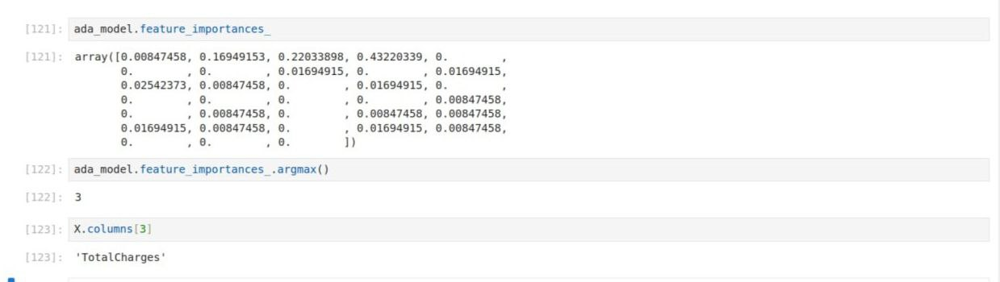 [121]: ada_model.feature_importances_
[121]: array([0.00847458, 0.16949153, 0.22033898, 0.43220339, 0.        ,
       0.        , 0.        , 0.01694915, 0.        , 0.01694915,
       0.02542373, 0.00847458, 0.        , 0.01694915, 0.        ,
       0.        , 0.        , 0.        , 0.        , 0.00847458,
       0.        , 0.00847458, 0.        , 0.00847458, 0.00847458,
       0.01694915, 0.00847458, 0.        , 0.01694915, 0.00847458,
       0.        , 0.        , 0.        ])
[122]: ada_model.feature_importances_.argmax()
[122]: 3
[123]: X.columns[3]
[123]: 'TotalCharges'